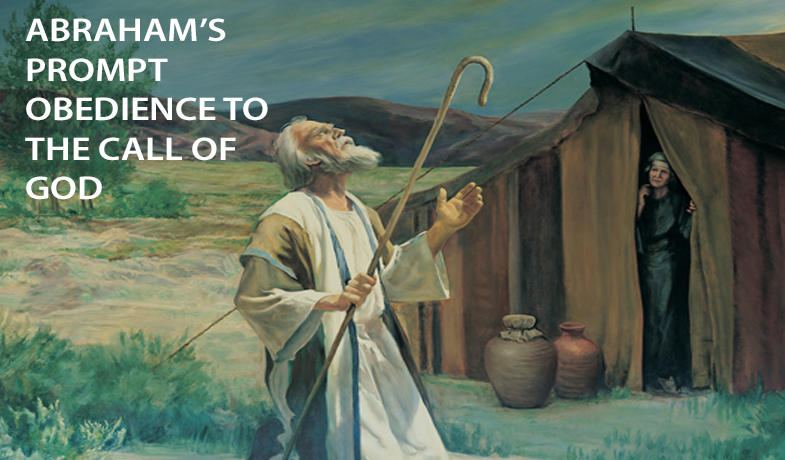 ABRAHAM’S
PROMPT
OBEDIENCE TO
THE CALL OF
GOD